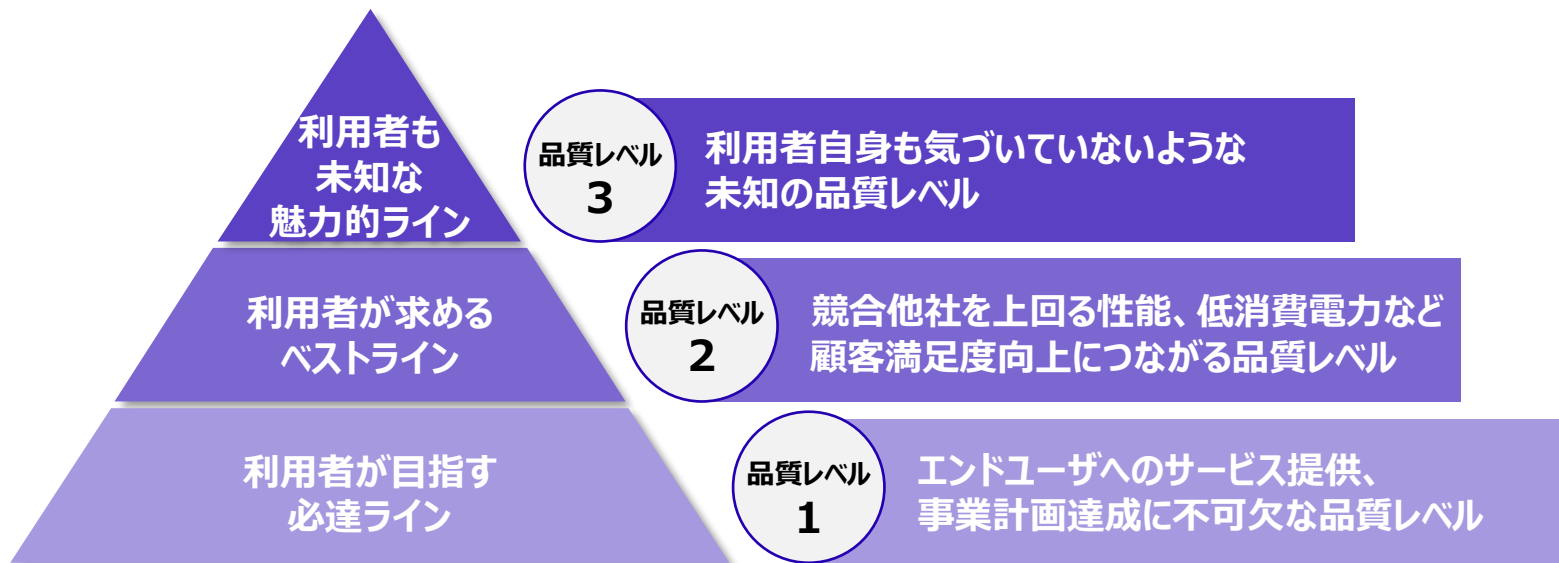 利用者も
未知な
魅力的ライン
品質レベル
3
利用者自身も気づいていないような
未知の品質レベル
利用者が求める
ベストライン
品質レベル
2
競合他社を上回る性能、低消費電力など
顧客満足度向上につながる品質レベル
利用者が目指す
必達ライン
品質レベル
1
エンドユーザへのサービス提供、
事業計画達成に不可欠な品質レベル